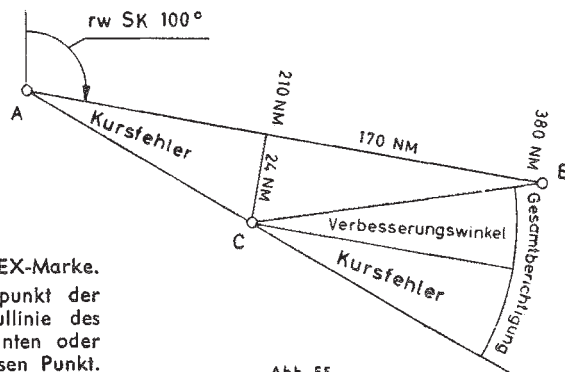 rw SK 100°
A
Kursfehler
210 NM
24 NM
170 NM
380 NM
B
C
Verbesserungswinkel
Kursfehler
Gesamtberichtigung
EX-Marke.
punkt der
ullinie des
nten oder
sen Punkt.
Abb. 55